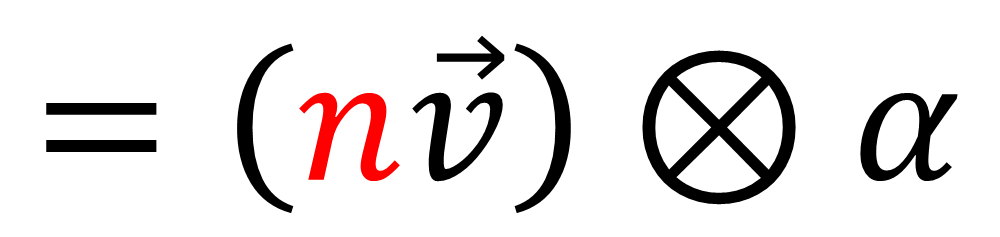 = (nv⃗) ⊗ α